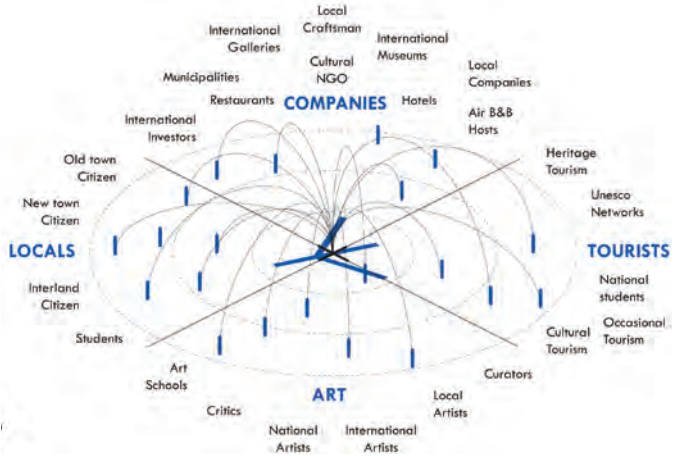 Local
Craftsman
International
Galleries
International
Museums
Cultural
NGO
Local
Companies
Municipalities
Restaurants
COMPANIES
Hotels
Air B&B
Hosts
International
Investors
Old town
Citizen
Heritage
Tourism
New town
Citizen
Unesco
Networks
LOCALS
TOURISTS
Interland
Citizen
National
students
Students
Cultural
Tourism
Occasional
Tourism
Art
Schools
Curators
ART
Local
Artists
Critics
National
Artists
International
Artists